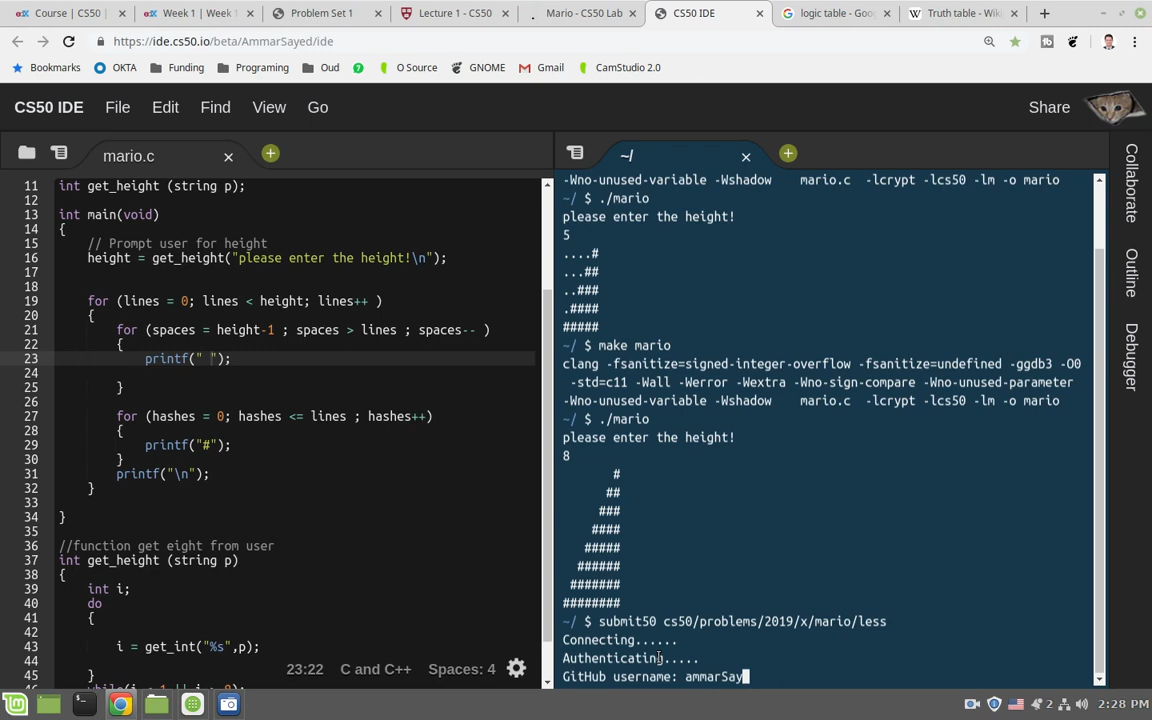 Course | CS50
Week 1 | Week
Problem Set 1
Lecture 1 - CS50
Mario - CS50 Lab
CS50 IDE
logic table - Goo
Truth table - Wiki
https://ide.cs50.io/beta/AmmarSayed/ide
Bookmarks
OKTA
Funding
Programing
Oud
O Source
GNOME
Gmail
CamStudio 2.0
CS50 IDE File Edit Find View Go Share
mario.c
11 int get_height (string p);
12
13 int main(void)
14 {
15 // Prompt user for height
16 height = get_height("please enter the height!\n");
17
18
19 for (lines = 0; lines < height; lines++ )
20 {
21 for (spaces = height-1 ; spaces > lines ; spaces-- )
22 {
23 printf(" ");
24
25 }
26
27 for (hashes = 0; hashes <= lines ; hashes++)
28 {
29 printf("#");
30 }
31 printf("\n");
32 }
33
34 }
35
36 //function get eight from user
37 int get_height (string p)
38 {
39 int i;
40 do
41 {
42
43 i = get_int("%s",p);
44
45 }
46 while(i < 1 || i > 8);
23:22 C and C++ Spaces: 4
~/
-Wno-unused-variable -Wshadow    mario.c  -lcrypt -lcs50 -lm -o mario
~/ $ ./mario
please enter the height!
5
....#
...##
..###
.####
#####
~/ $ make mario
clang -fsanitize=signed-integer-overflow -fsanitize=undefined -ggdb3 -O0
-std=c11 -Wall -Werror -Wextra -Wno-sign-compare -Wno-unused-parameter
-Wno-unused-variable -Wshadow    mario.c  -lcrypt -lcs50 -lm -o mario
~/ $ ./mario
please enter the height!
8
#
##
###
####
#####
######
#######
########
~/ $ submit50 cs50/problems/2019/x/mario/less
Connecting......
Authenticating.....
GitHub username: ammarSay
Collaborate
Outline
Debugger
2
2:28 PM